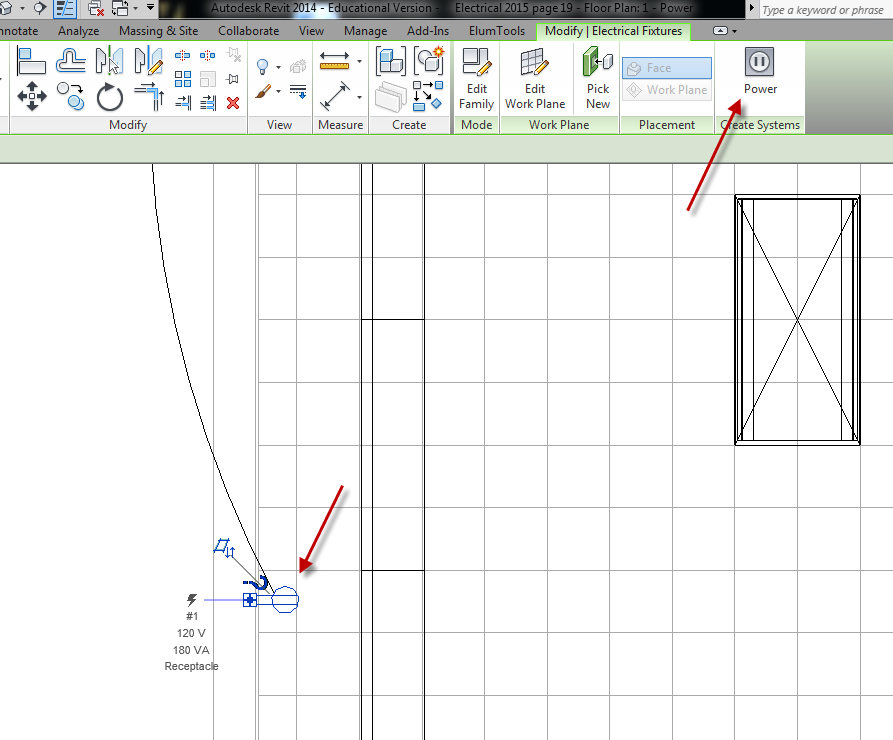 Autodesk Revit 2014 - Educational Version - Electrical 2015 page 19 - Floor Plan: 1 - Power
Type a keyword or phrase
nnotate Analyze Massing & Site Collaborate View Manage Add-Ins ElumTools Modify | Electrical Fixtures
Face
Edit Edit Pick Power
Family Work Plane New Work Plane
Modify View Measure Create Mode Work Plane Placement Create Systems
#1
120 V
180 VA
Receptacle